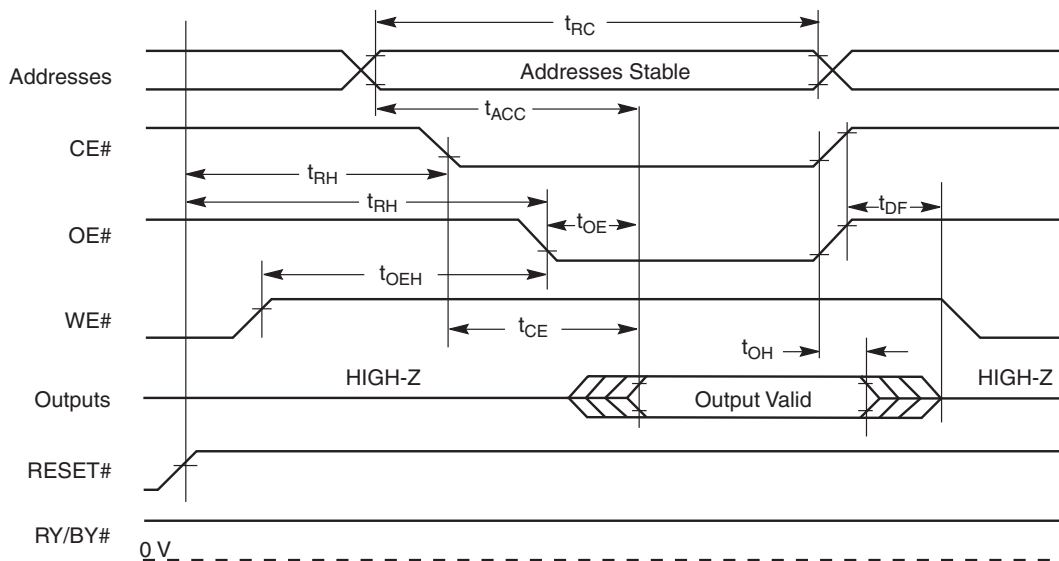 tRC
Addresses
Addresses Stable
tACC
CE#
tRH
tRH
tDF
OE#
tOE
tOEH
WE#
tCE
tOH
HIGH-Z
HIGH-Z
Outputs
Output Valid
RESET#
RY/BY#
0 V